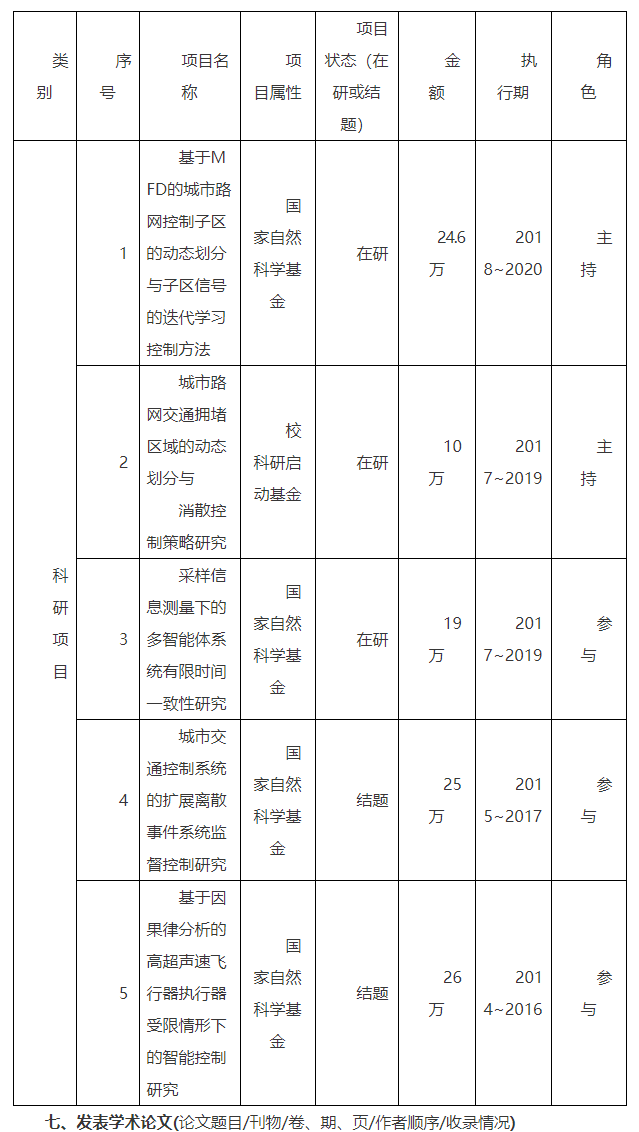 类别
序号
项目名称
项目属性
项目状态（在研或结题）
金额
执行期
角色
科研项目
1
基于M
FD的城市路
网控制子区
的动态划分
与子区信号
的迭代学习
控制方法
国
家自然
科学基
金
在研
24.6
万
201
8~2020
主
持
2
城市路
网交通拥堵
区域的动态
划分与
消散控
制策略研究
校
科研启
动基金
在研
10
万
201
7~2019
主
持
3
采样信
息测量下的
多智能体系
统有限时间
一致性研究
国
家自然
科学基
金
在研
19
万
201
7~2019
参
与
4
城市交
通控制系统
的扩展离散
事件系统监
督控制研究
国
家自然
科学基
金
结题
25
万
201
5~2017
参
与
5
基于因
果律分析的
高超声速飞
行器执行器
受限情形下
的智能控制
研究
国
家自然
科学基
金
结题
26
万
201
4~2016
参
与
七、发表学术论文(论文题目/刊物/卷、期、页/作者顺序/收录情况)